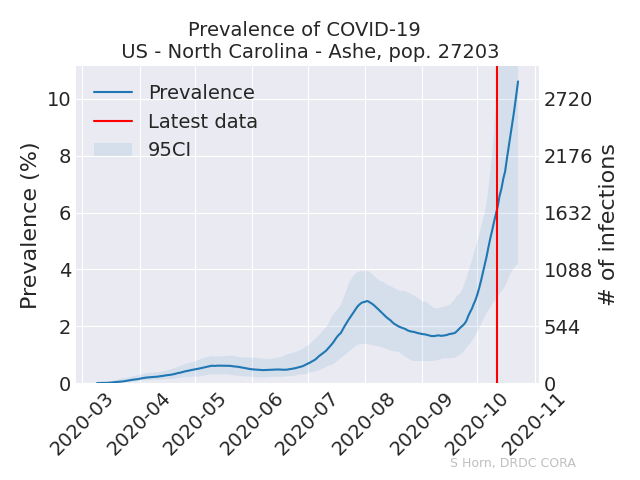 Prevalence of COVID-19
US - North Carolina - Ashe, pop. 27203
Prevalence
Latest data
95CI
Prevalence (%)
10
8
6
4
2
0
2720
2176
1632
1088
544
0
# of infections
2020-03
2020-04
2020-05
2020-06
2020-07
2020-08
2020-09
2020-10
2020-11
S Horn, DRDC CORA